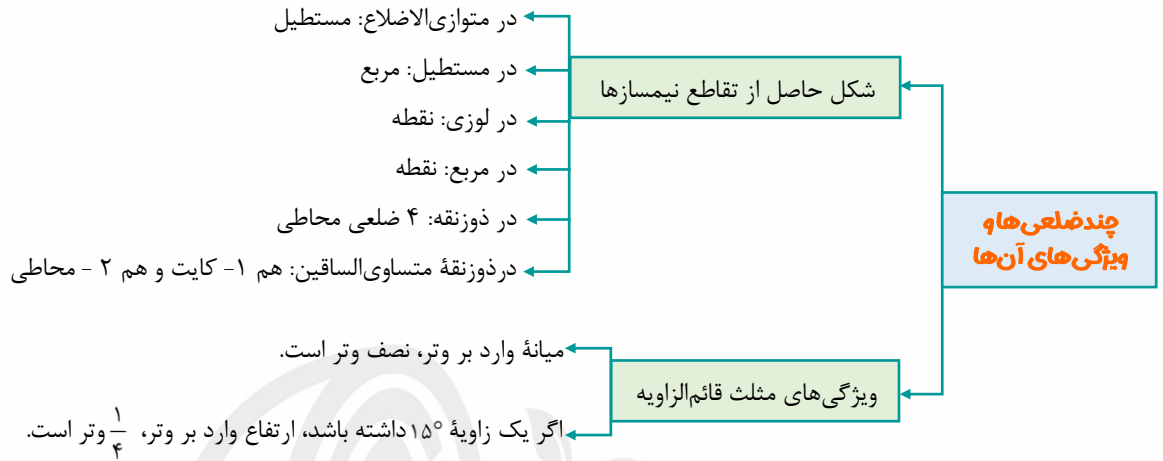 چندضلعی‌ها و
ویژگی‌های آن‌ها
شکل حاصل از تقاطع نیمسازها
در متوازی‌الاضلاع: مستطیل
در مستطیل: مربع
در لوزی: نقطه
در مربع: نقطه
در ذوزنقه: ۴ ضلعی محاطی
درذوزنقهٔ متساوی‌الساقین: هم ۱- کایت و هم ۲ - محاطی
ویژگی‌های مثلث قائم‌الزاویه
میانهٔ وارد بر وتر، نصف وتر است.
اگر یک زاویهٔ ۱۵° داشته باشد، ارتفاع وارد بر وتر، ۱/۴ وتر است.